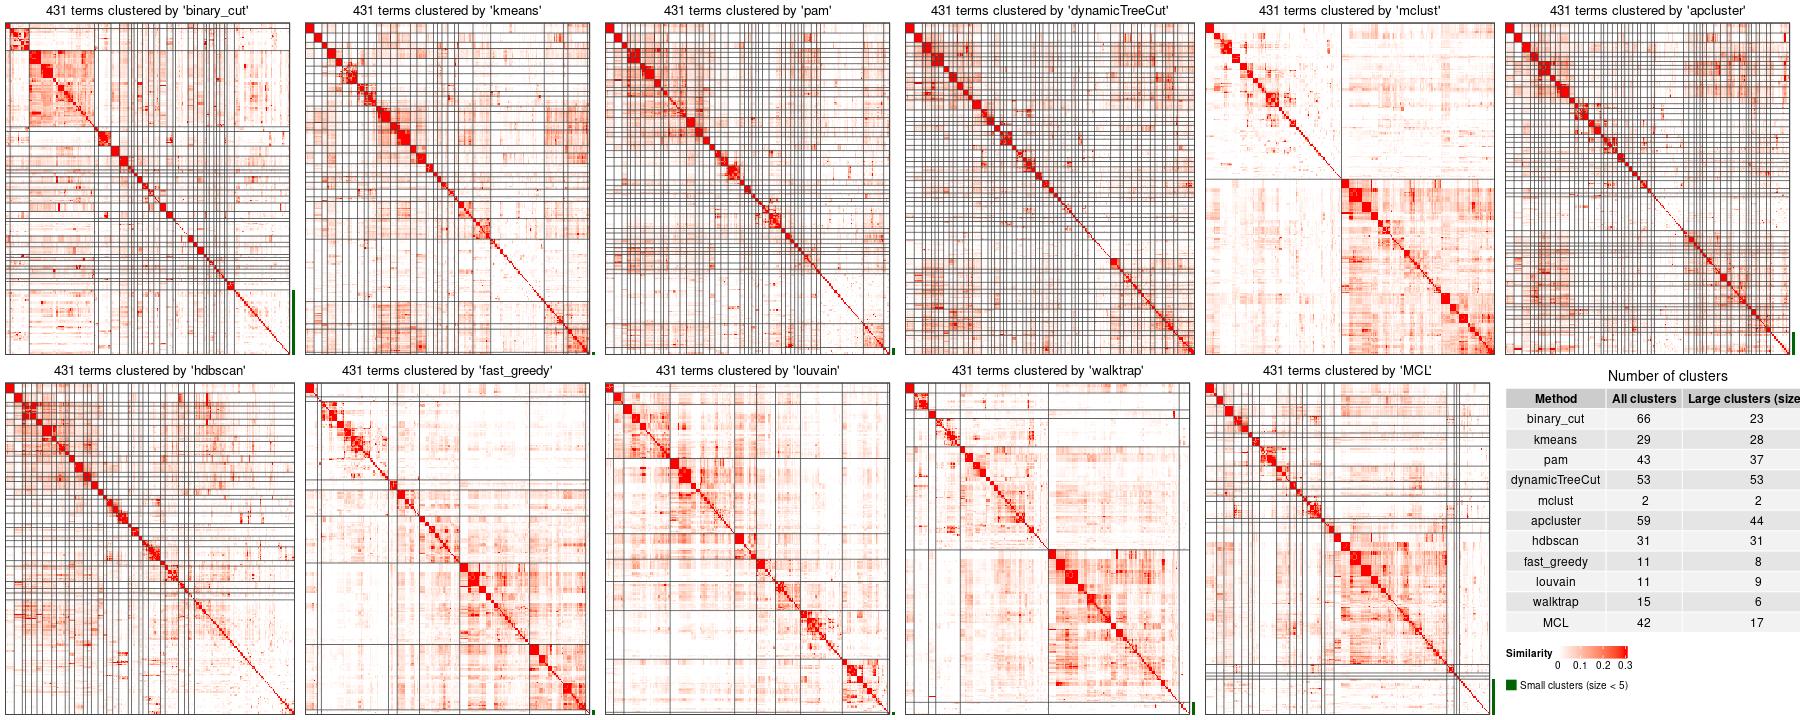 431 terms clustered by 'binary_cut'
431 terms clustered by 'kmeans'
431 terms clustered by 'pam'
431 terms clustered by 'dynamicTreeCut'
431 terms clustered by 'mclust'
431 terms clustered by 'apcluster'
431 terms clustered by 'hdbscan'
431 terms clustered by 'fast_greedy'
431 terms clustered by 'louvain'
431 terms clustered by 'walktrap'
431 terms clustered by 'MCL'
Number of clusters
Method All clusters Large clusters (size
binary_cut 66 23
kmeans 29 28
pam 43 37
dynamicTreeCut 53 53
mclust 2 2
apcluster 59 44
hdbscan 31 31
fast_greedy 11 8
louvain 11 9
walktrap 15 6
MCL 42 17
Similarity
0 0.1 0.2 0.3
Small clusters (size < 5)